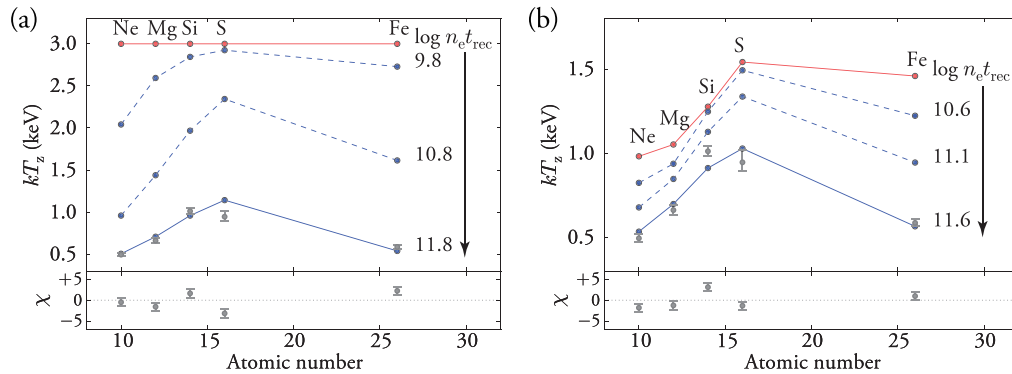 (a)
Ne Mg Si S Fe log nₑt_rec
9.8
10.8
11.8
3.0
2.5
2.0
1.5
1.0
0.5
kT_z (keV)
+5
0
−5
χ
10 15 20 25 30
Atomic number
(b)
Ne Mg Si S Fe log nₑt_rec
10.6
11.1
11.6
1.5
1.0
0.5
kT_z (keV)
+5
0
−5
χ
10 15 20 25 30
Atomic number